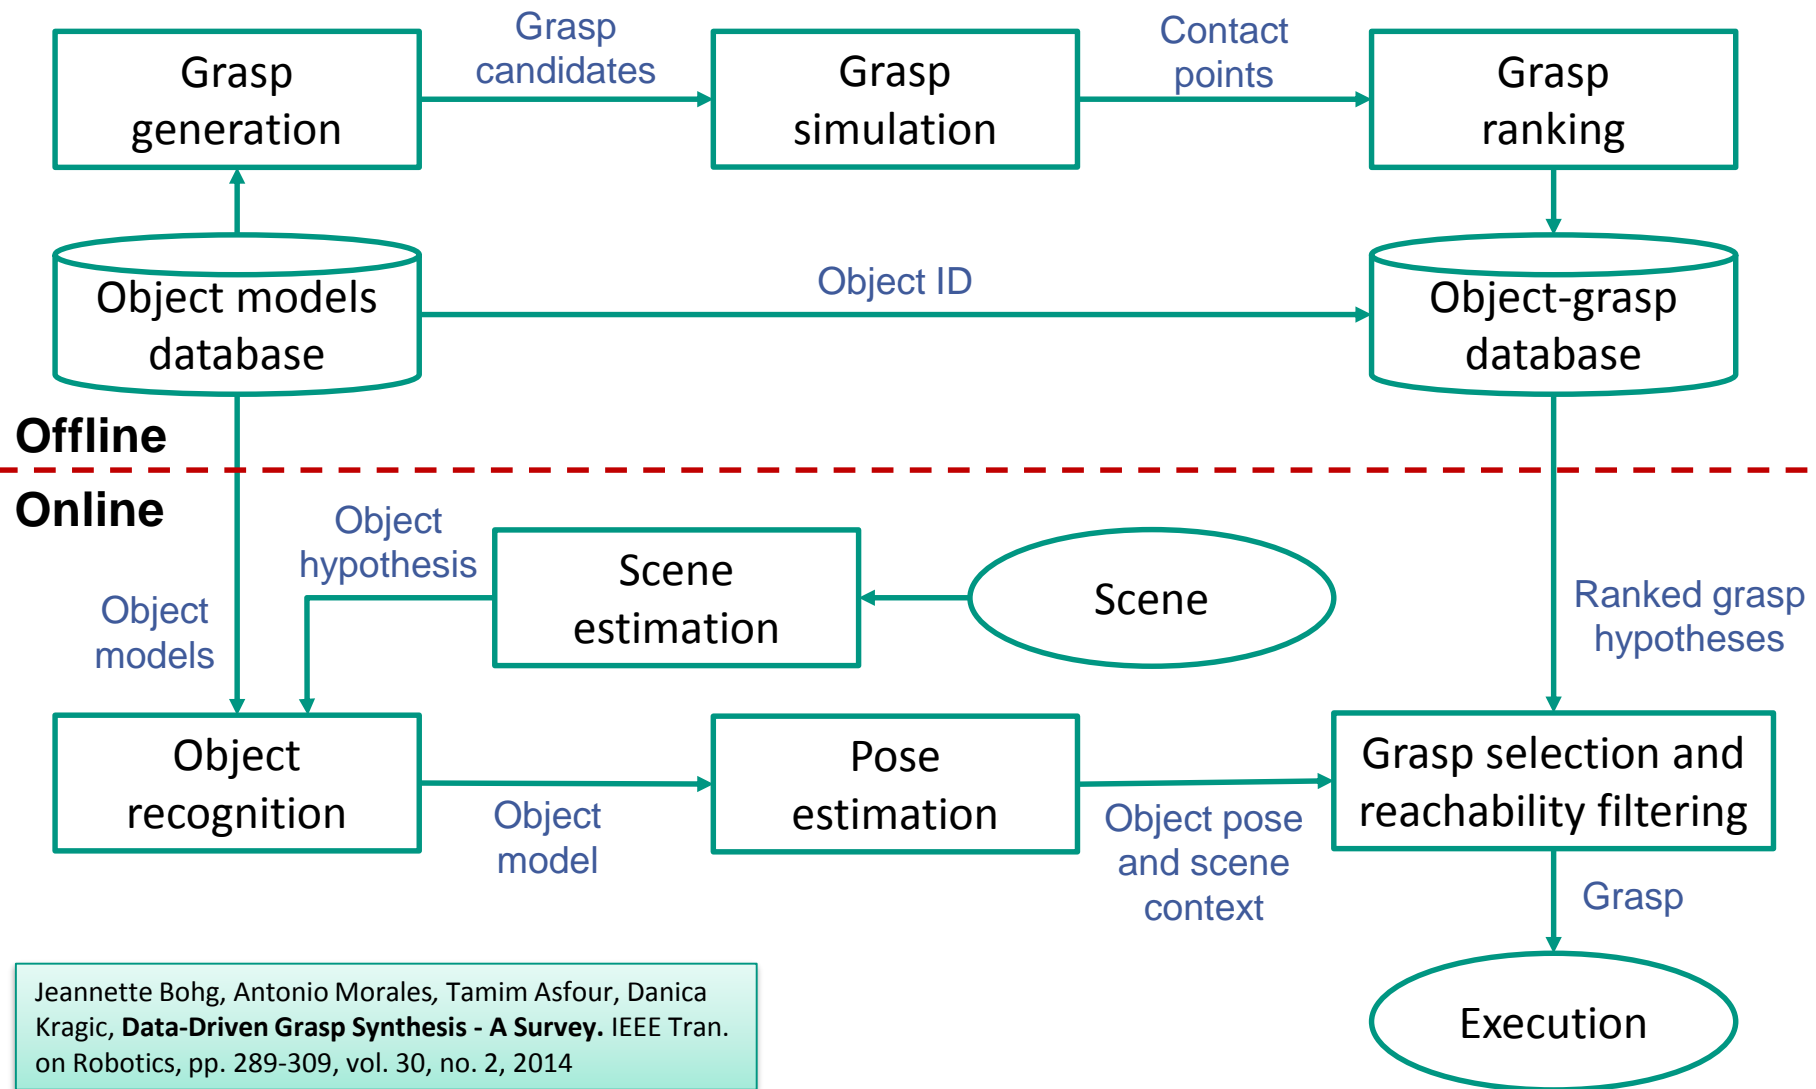 Grasp
candidates
Contact
points
Grasp
generation
Grasp
simulation
Grasp
ranking
Object models
database
Object ID
Object-grasp
database
Offline
Online
Object
hypothesis
Scene
estimation
Scene
Object
models
Ranked grasp
hypotheses
Object
recognition
Object
model
Pose
estimation
Object pose
and scene
context
Grasp selection and
reachability filtering
Grasp
Execution
Jeannette Bohg, Antonio Morales, Tamim Asfour, Danica
Kragic, Data-Driven Grasp Synthesis - A Survey. IEEE Tran.
on Robotics, pp. 289-309, vol. 30, no. 2, 2014